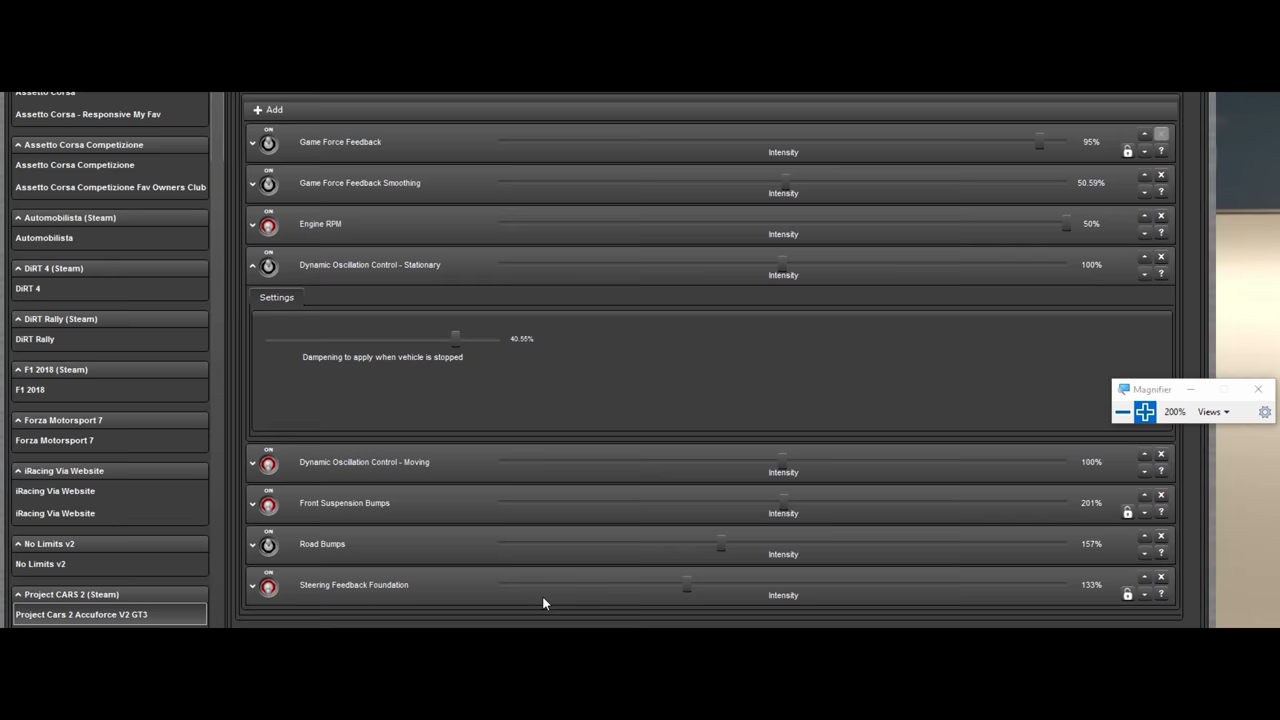 Assetto Corsa
Assetto Corsa - Responsive My Fav
Assetto Corsa Competizione
Assetto Corsa Competizione
Assetto Corsa Competizione Fav Owners Club
Automobilista (Steam)
Automobilista
DiRT 4 (Steam)
DiRT 4
DiRT Rally (Steam)
DiRT Rally
F1 2018 (Steam)
F1 2018
Forza Motorsport 7
Forza Motorsport 7
iRacing Via Website
iRacing Via Website
iRacing Via Website
No Limits v2
No Limits v2
Project CARS 2 (Steam)
Project Cars 2 Accuforce V2 GT3
Add
ON
Game Force Feedback
95%
Intensity
?
ON
Game Force Feedback Smoothing
50.59%
Intensity
?
ON
Engine RPM
50%
Intensity
?
ON
Dynamic Oscillation Control - Stationary
100%
Intensity
?
Settings
40.55%
Dampening to apply when vehicle is stopped
ON
Dynamic Oscillation Control - Moving
100%
Intensity
?
ON
Front Suspension Bumps
201%
Intensity
?
ON
Road Bumps
157%
Intensity
?
ON
Steering Feedback Foundation
133%
Intensity
?
Magnifier
200% Views